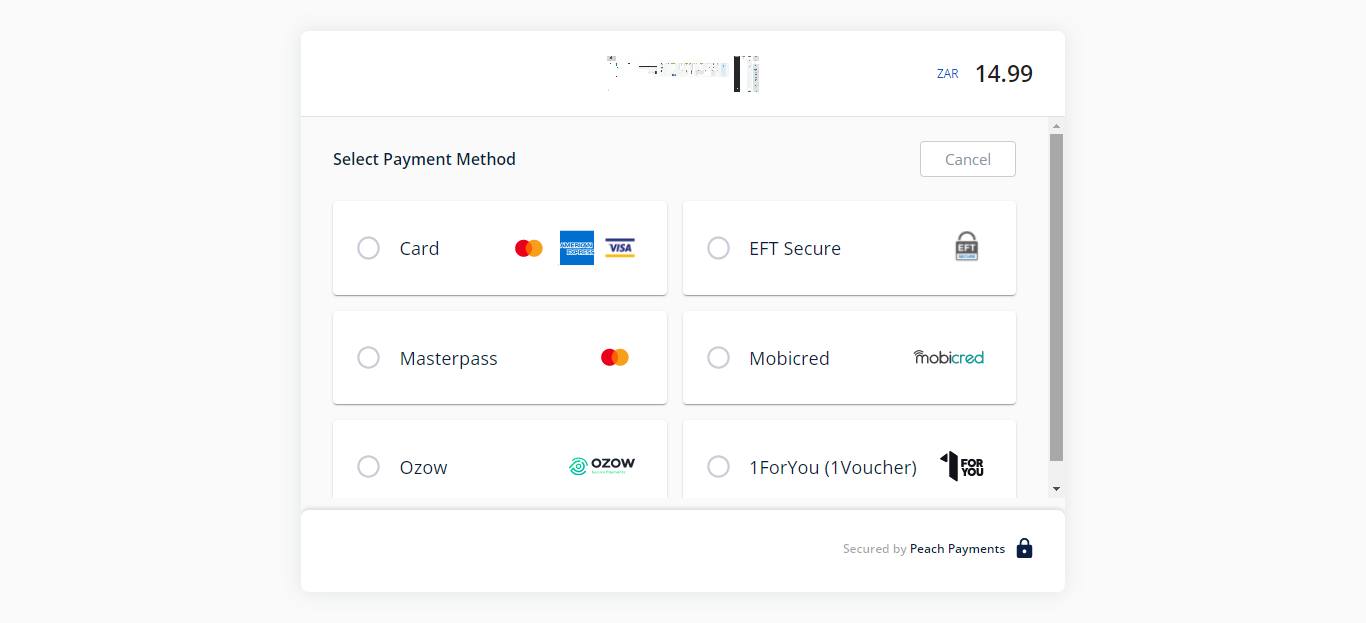 ZAR 14.99
Select Payment Method
Cancel
Card
AMERICAN
EXPRESS
VISA
EFT Secure
EFT
SECURE
Masterpass
Mobicred
mobicred
Ozow
OZOW
1ForYou (1Voucher)
1FOR
YOU
Secured by Peach Payments